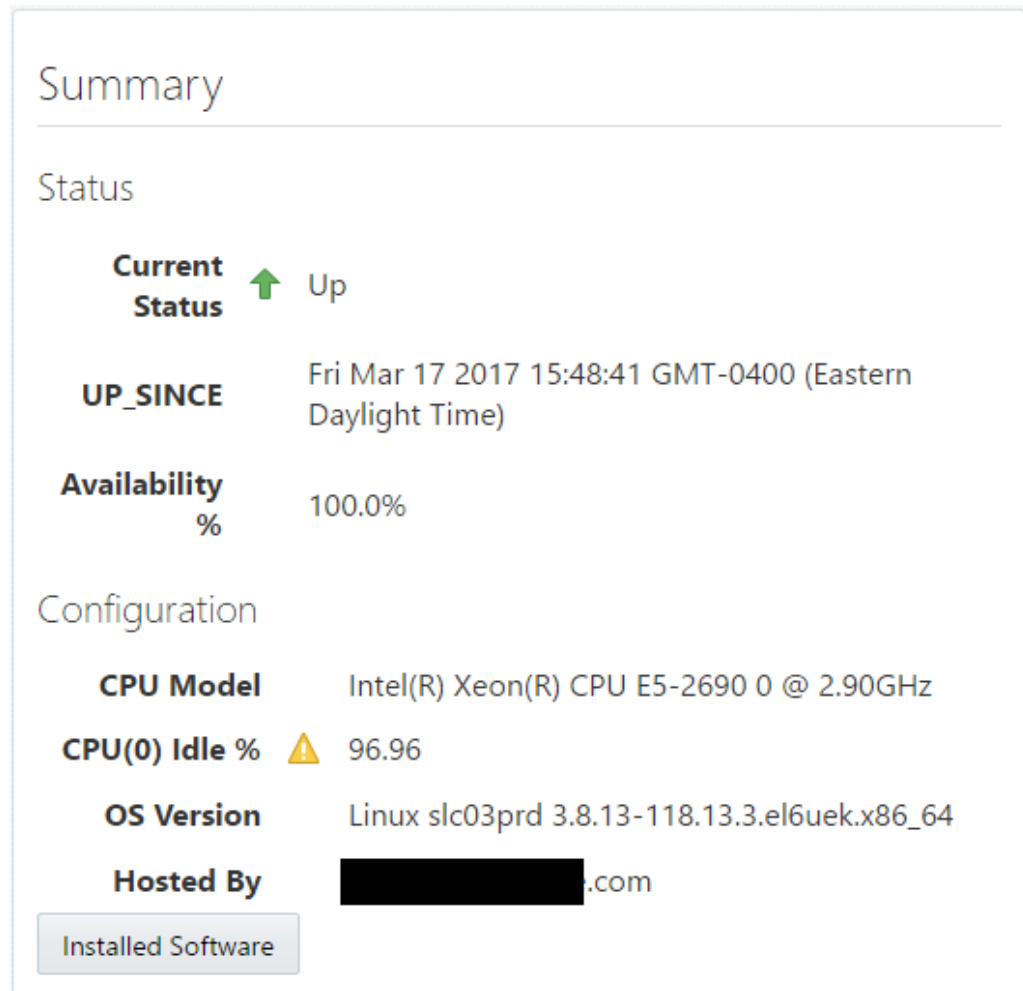 Summary
Status
Current
Status
Up
UP_SINCE
Fri Mar 17 2017 15:48:41 GMT-0400 (Eastern
Daylight Time)
Availability
%
100.0%
Configuration
CPU Model Intel(R) Xeon(R) CPU E5-2690 0 @ 2.90GHz
CPU(0) Idle % 96.96
OS Version Linux slc03prd 3.8.13-118.13.3.el6uek.x86_64
Hosted By .com
Installed Software